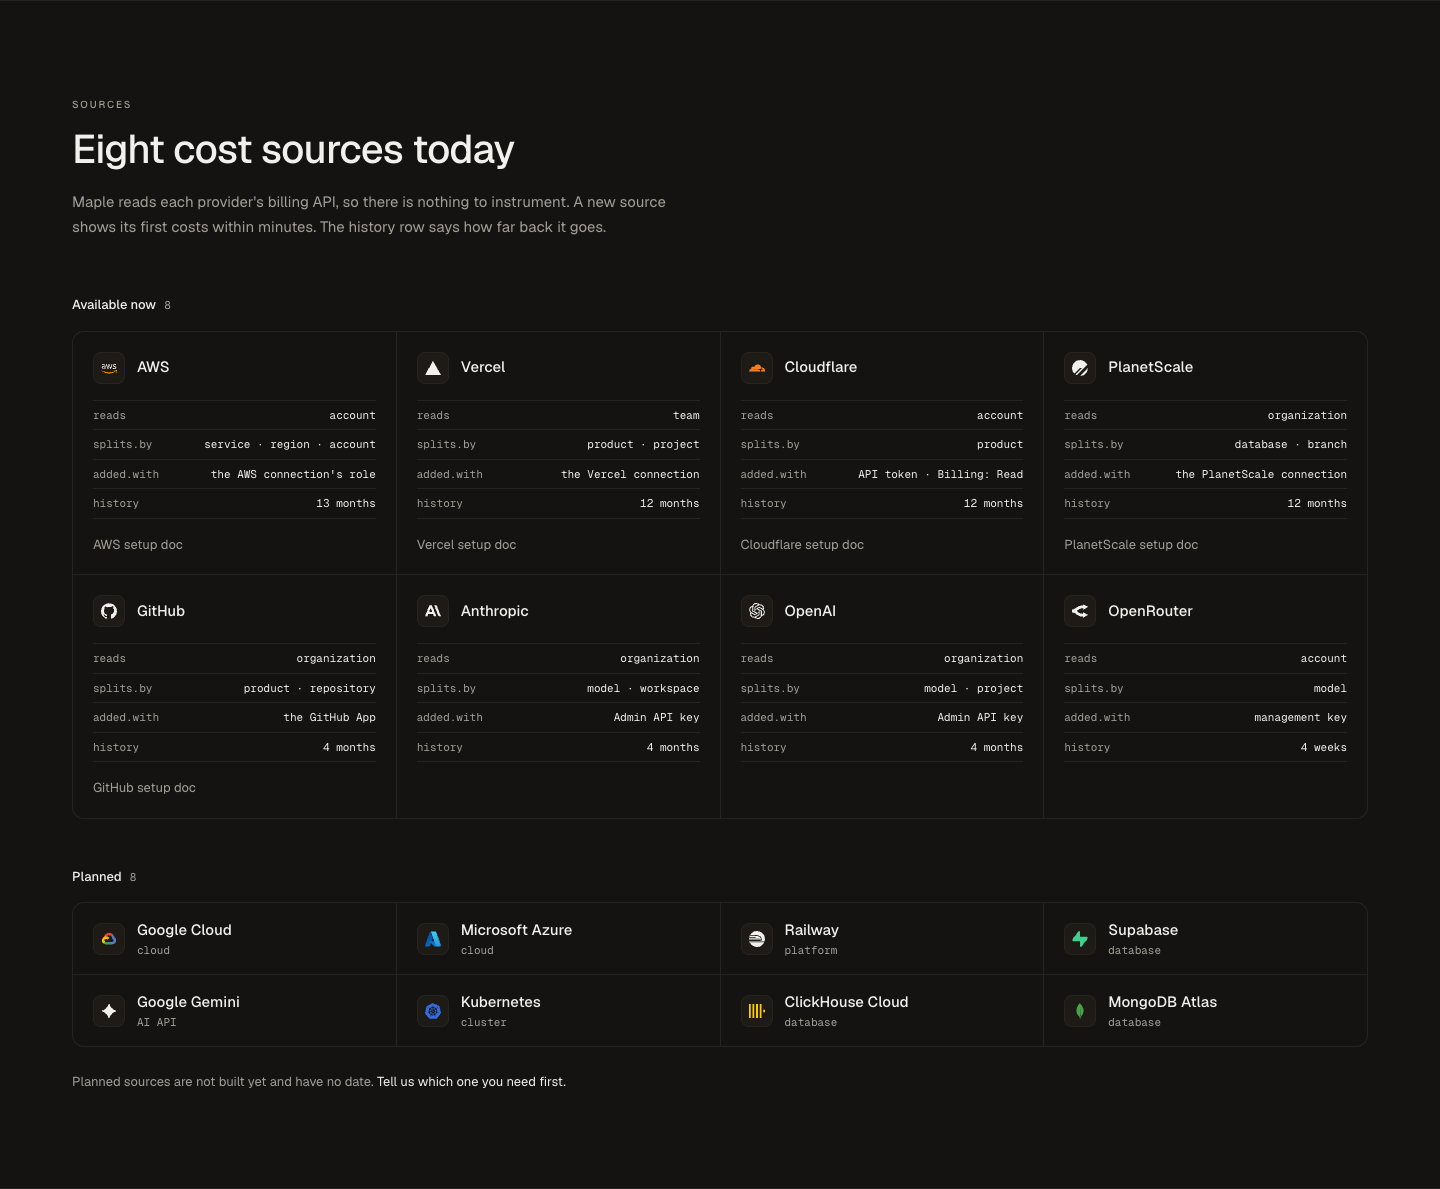 SOURCES
Eight cost sources today
Maple reads each provider's billing API, so there is nothing to instrument. A new source
shows its first costs within minutes. The history row says how far back it goes.
Available now 8
aws AWS
reads account
splits.by service · region · account
added.with the AWS connection's role
history 13 months
AWS setup doc
Vercel
reads team
splits.by product · project
added.with the Vercel connection
history 12 months
Vercel setup doc
Cloudflare
reads account
splits.by product
added.with API token · Billing: Read
history 12 months
Cloudflare setup doc
PlanetScale
reads organization
splits.by database · branch
added.with the PlanetScale connection
history 12 months
PlanetScale setup doc
GitHub
reads organization
splits.by product · repository
added.with the GitHub App
history 4 months
GitHub setup doc
Anthropic
reads organization
splits.by model · workspace
added.with Admin API key
history 4 months
OpenAI
reads organization
splits.by model · project
added.with Admin API key
history 4 months
OpenRouter
reads account
splits.by model
added.with management key
history 4 weeks
Planned 8
Google Cloud
cloud
Microsoft Azure
cloud
Railway
platform
Supabase
database
Google Gemini
AI API
Kubernetes
cluster
ClickHouse Cloud
database
MongoDB Atlas
database
Planned sources are not built yet and have no date. Tell us which one you need first.